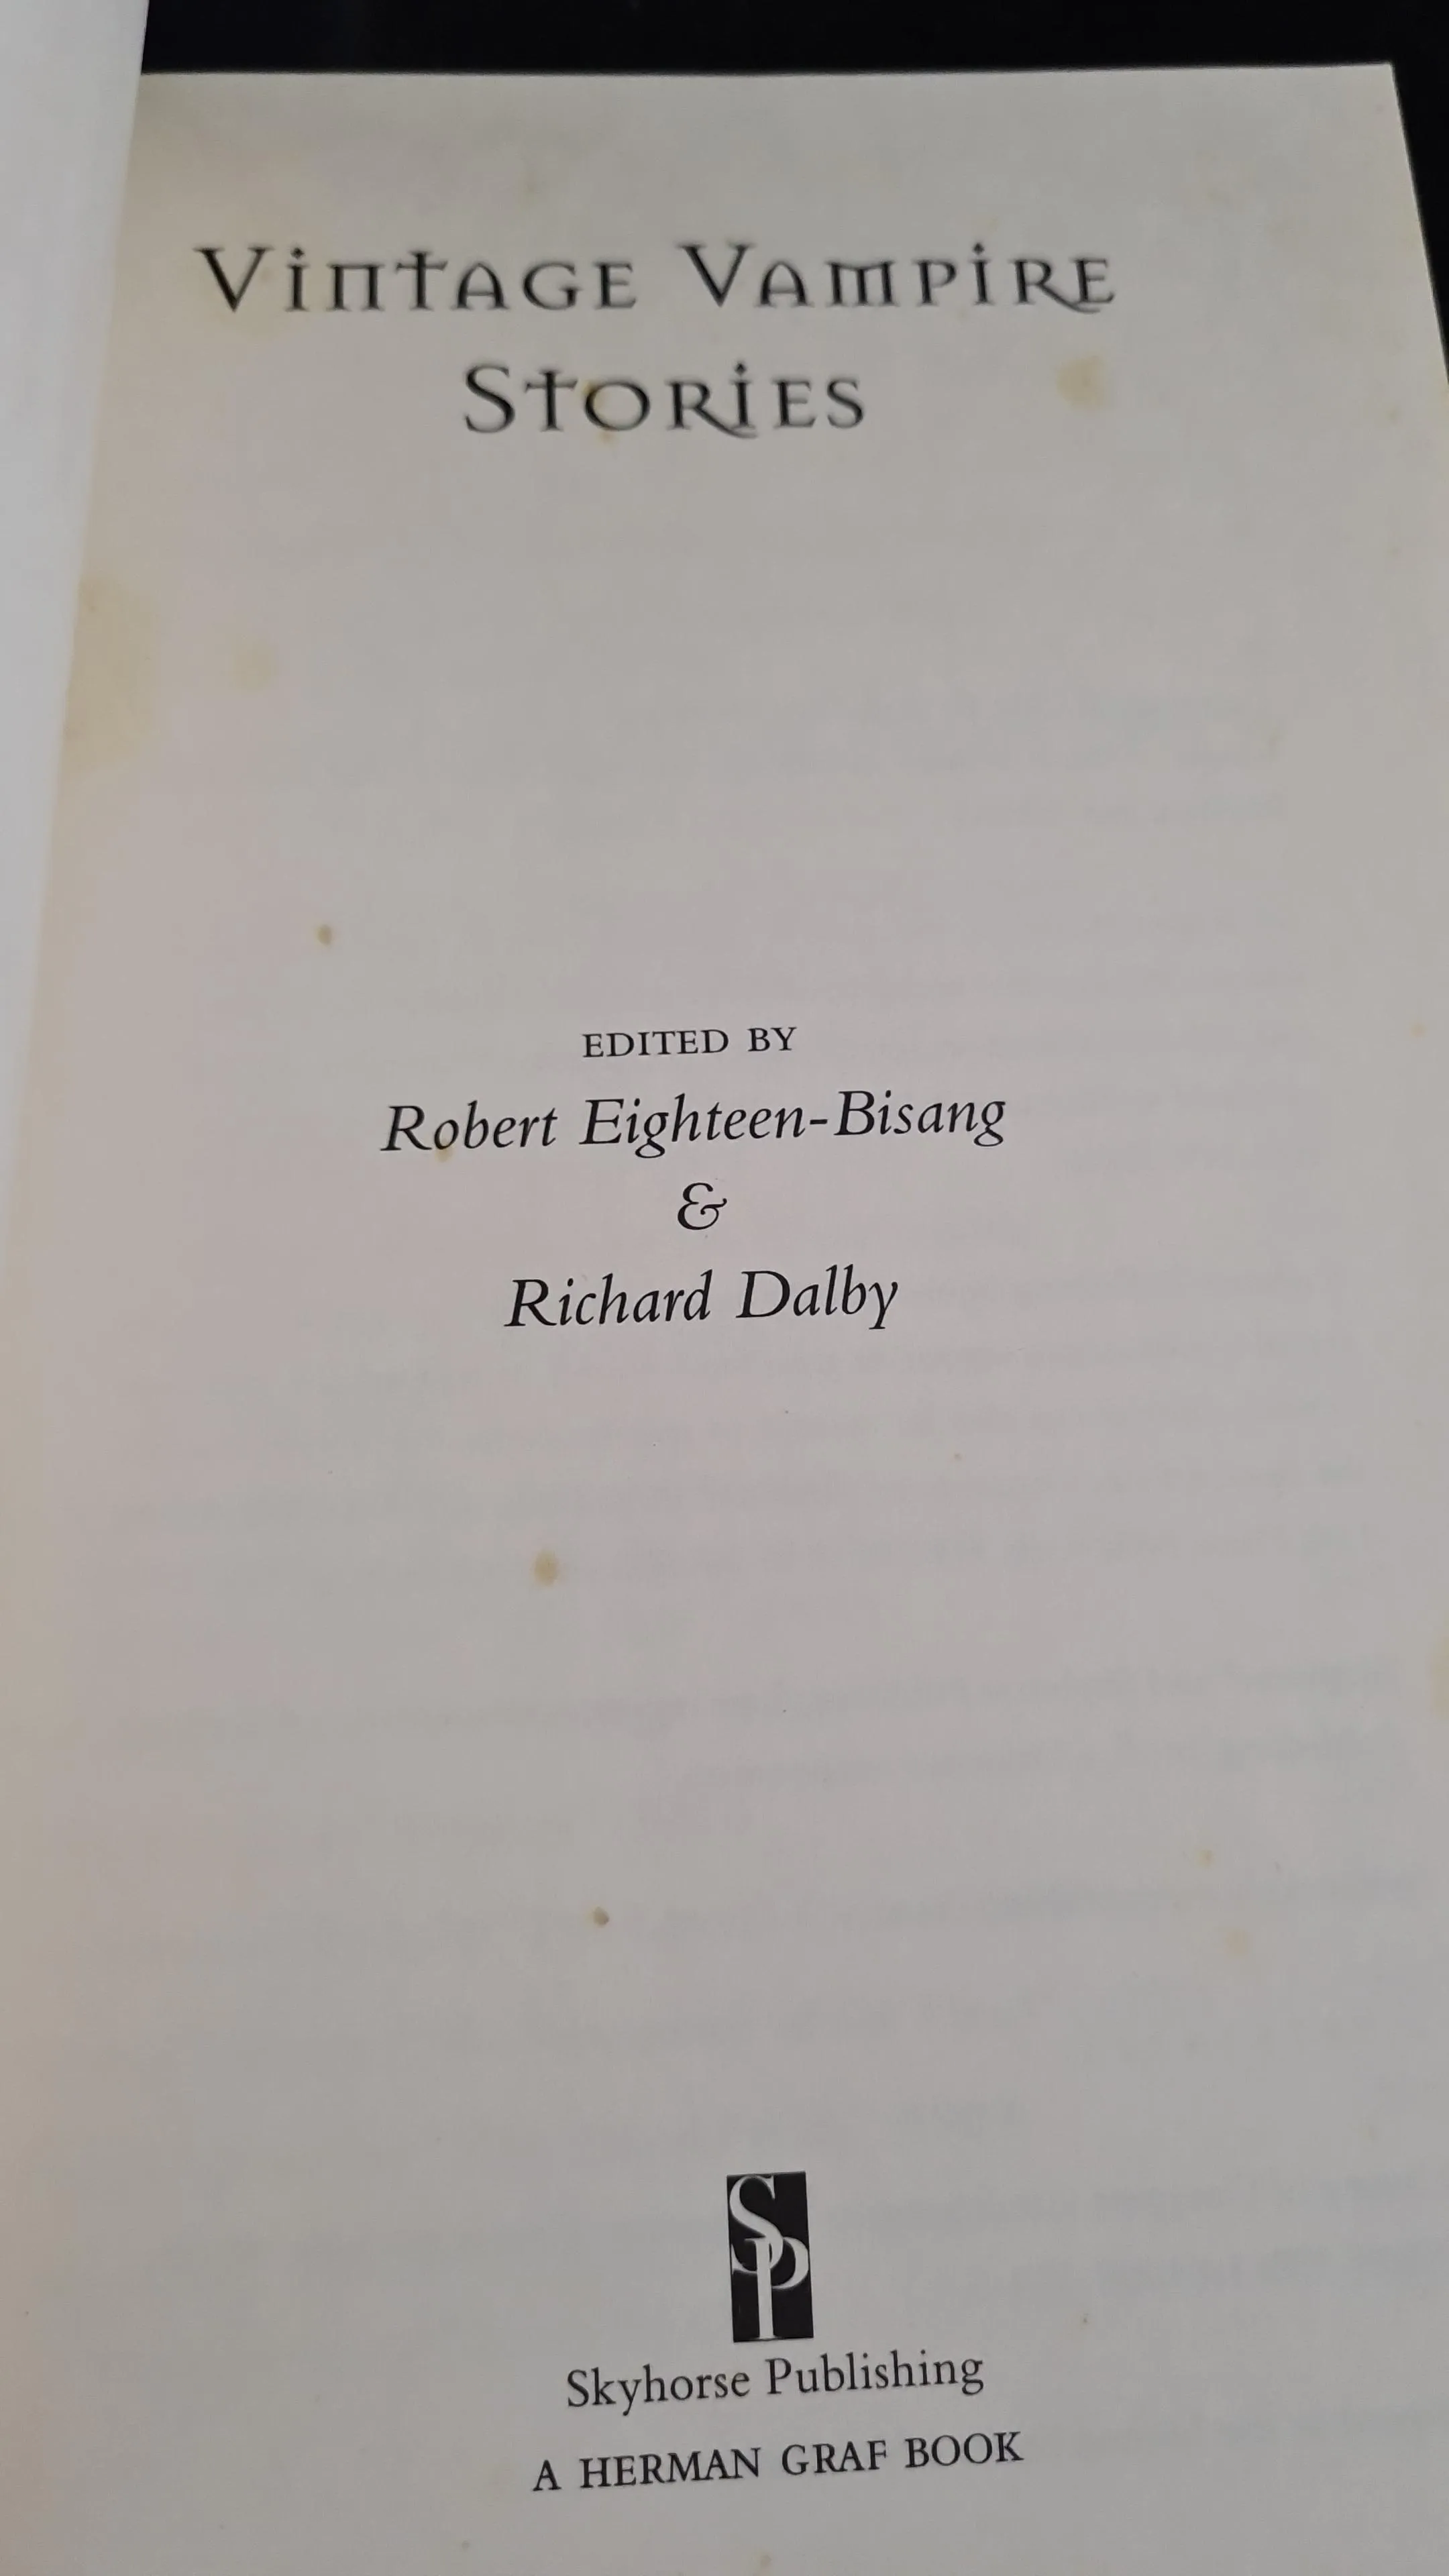 Vintage Vampire
Stories
EDITED BY
Robert Eighteen-Bisang
&
Richard Dalby
SP
Skyhorse Publishing
A HERMAN GRAF BOOK